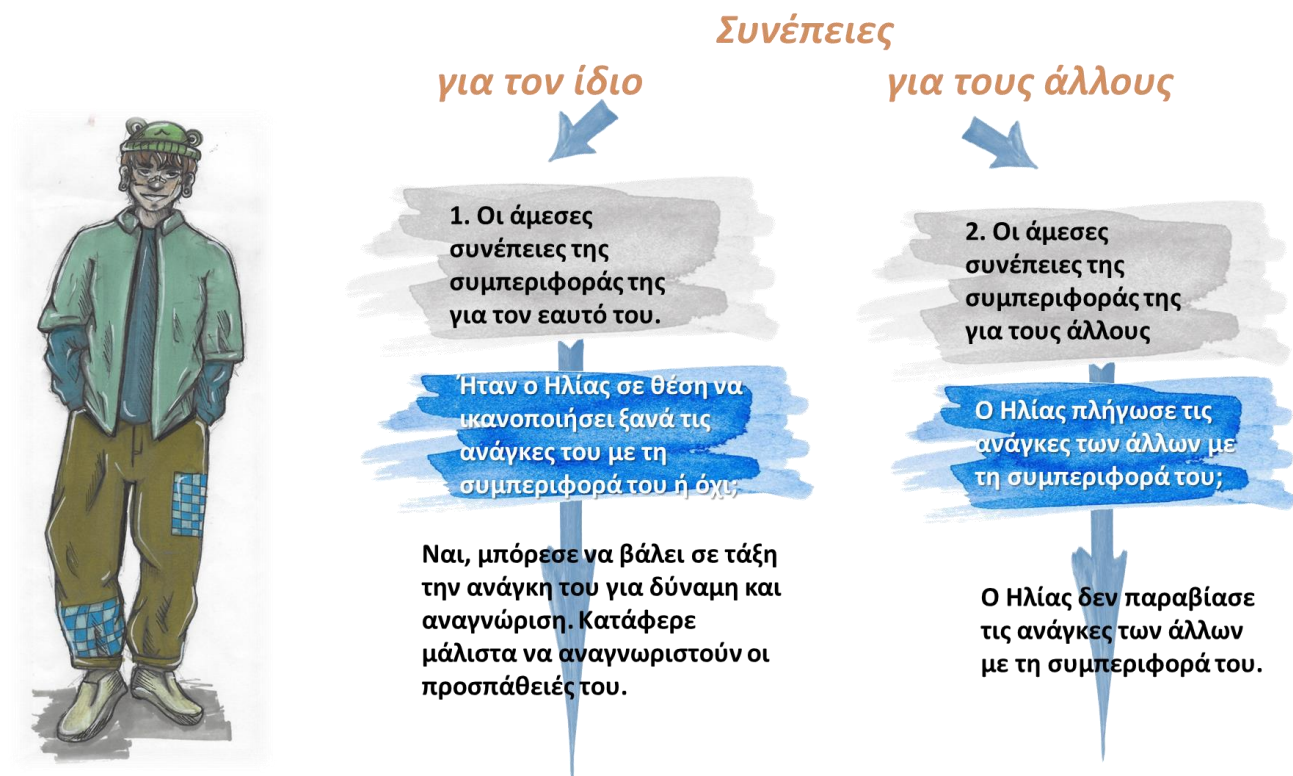 Συνέπειες
για τον ίδιο
για τους άλλους
1. Οι άμεσες
συνέπειες της
συμπεριφοράς της
για τον εαυτό του.
Ήταν ο Ηλίας σε θέση να
ικανοποιήσει ξανά τις
ανάγκες του με τη
συμπεριφορά του ή όχι;
Ναι, μπόρεσε να βάλει σε τάξη
την ανάγκη του για δύναμη και
αναγνώριση. Κατάφερε
μάλιστα να αναγνωριστούν οι
προσπάθειές του.
2. Οι άμεσες
συνέπειες της
συμπεριφοράς της
για τους άλλους
Ο Ηλίας πλήγωσε τις
ανάγκες των άλλων με
τη συμπεριφορά του;
Ο Ηλίας δεν παραβίασε
τις ανάγκες των άλλων
με τη συμπεριφορά του.